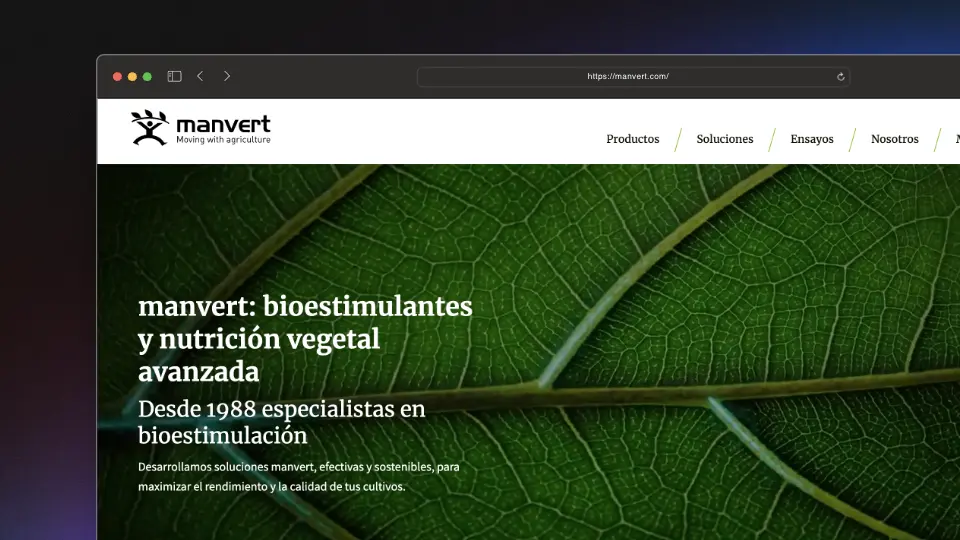 https://manvert.com/
manvert
Moving with agriculture
Productos
Soluciones
Ensayos
Nosotros
manvert: bioestimulantes
y nutrición vegetal
avanzada
Desde 1988 especialistas en
bioestimulación
Desarrollamos soluciones manvert, efectivas y sostenibles, para
maximizar el rendimiento y la calidad de tus cultivos.